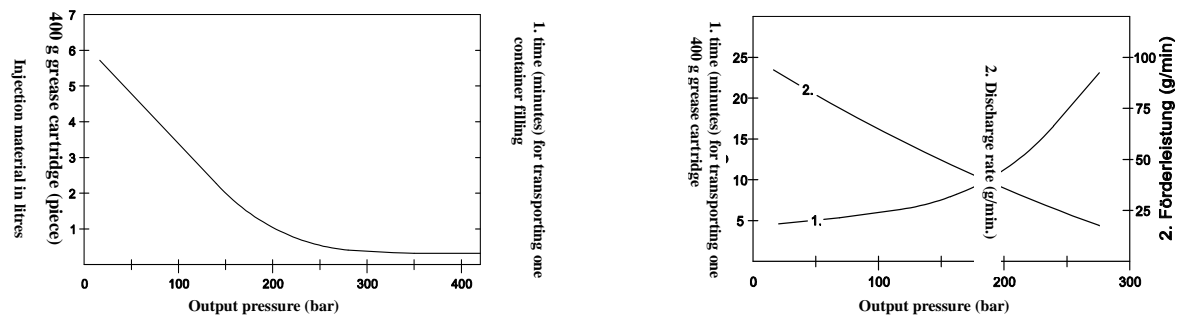 Injection material in litres
400 g grease cartridge (piece)
7
6
5
4
3
2
1
0
100
200
300
400
Output pressure (bar)
1. time (minutes) for transporting one
container filling
1. time (minutes) for transporting one
400 g grease cartridge
25
20
15
10
5
2.
1.
2. Discharge rate (g/min.)
100
75
50
25
2. Förderleistung (g/min)
0
100
200
300
Output pressure (bar)